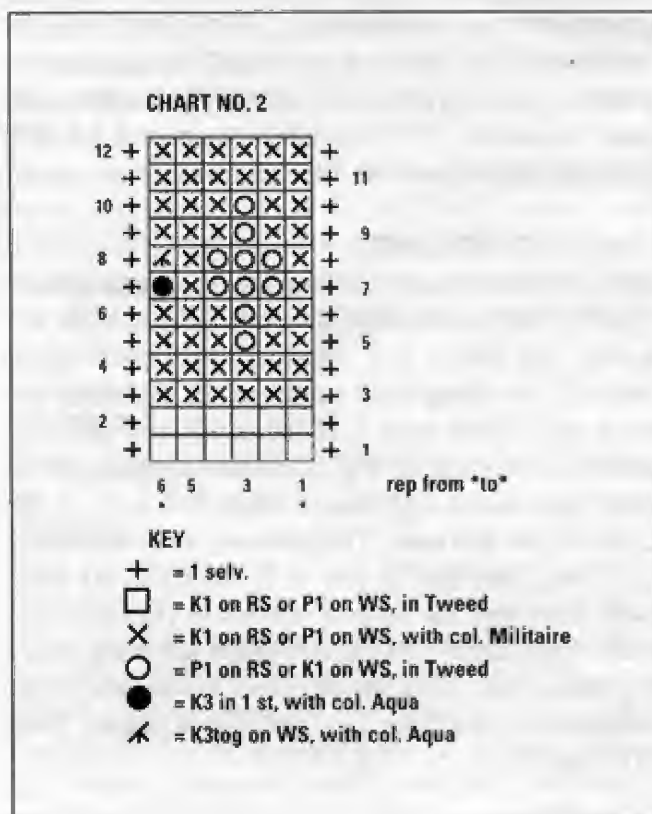 CHART NO. 2
12 + X X X X X X +
+ X X X X X X + 11
10 + X X X O X X +
+ X X X O X X + 9
8 + X O O O X +
+ ● X O O O X + 7
6 + X X X O X X +
+ X X X O X X + 5
4 + X X X X X X +
+ X X X X X X + 3
2 + +
+ + 1
6 5 3 1 rep from *to*
* *
KEY
+ = 1 selv.
□ = K1 on RS or P1 on WS, in Tweed
X = K1 on RS or P1 on WS, with col. Militaire
O = P1 on RS or K1 on WS, in Tweed
● = K3 in 1 st, with col. Aqua
= K3tog on WS, with col. Aqua